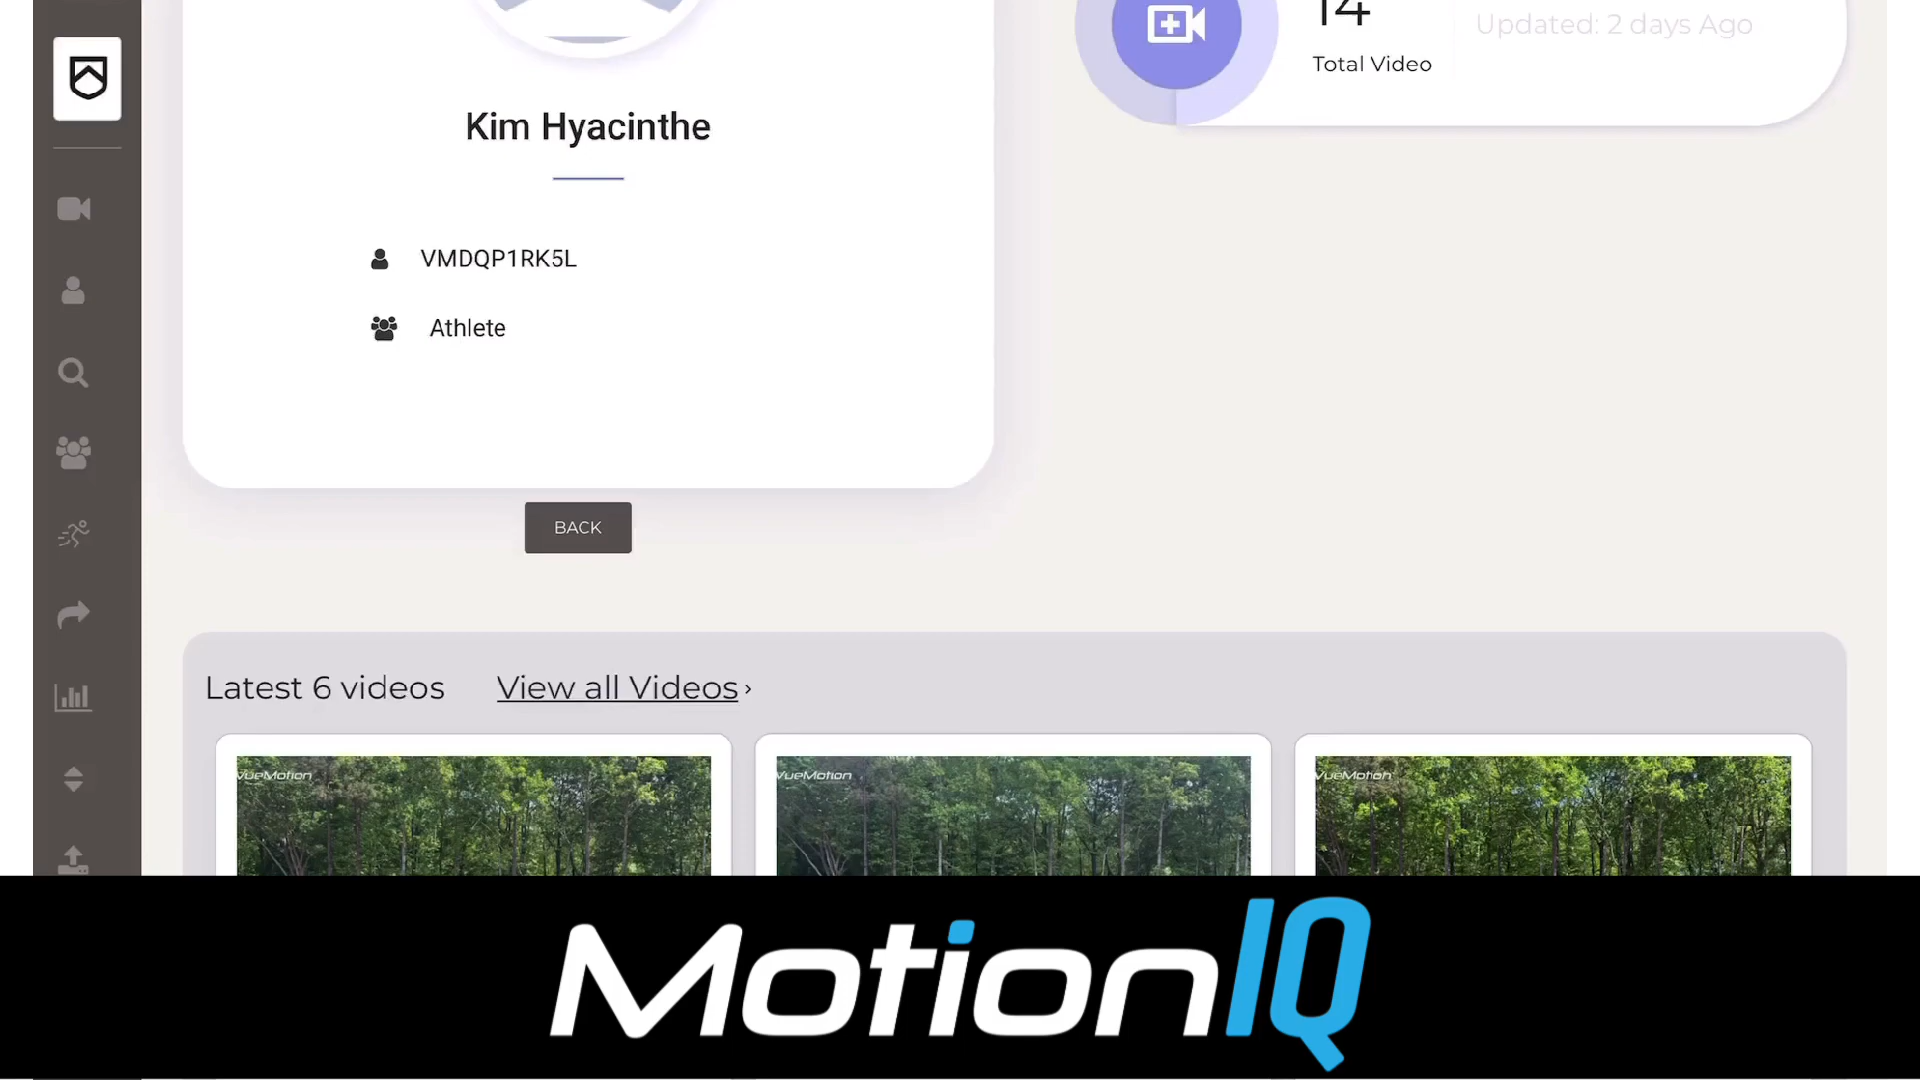 14
Updated: 2 days Ago
Total Video
Kim Hyacinthe
VMDQP1RK5L
Athlete
BACK
Latest 6 videos
View all Videos ›
VueMotion
VueMotion
VueMotion
MotionIQ